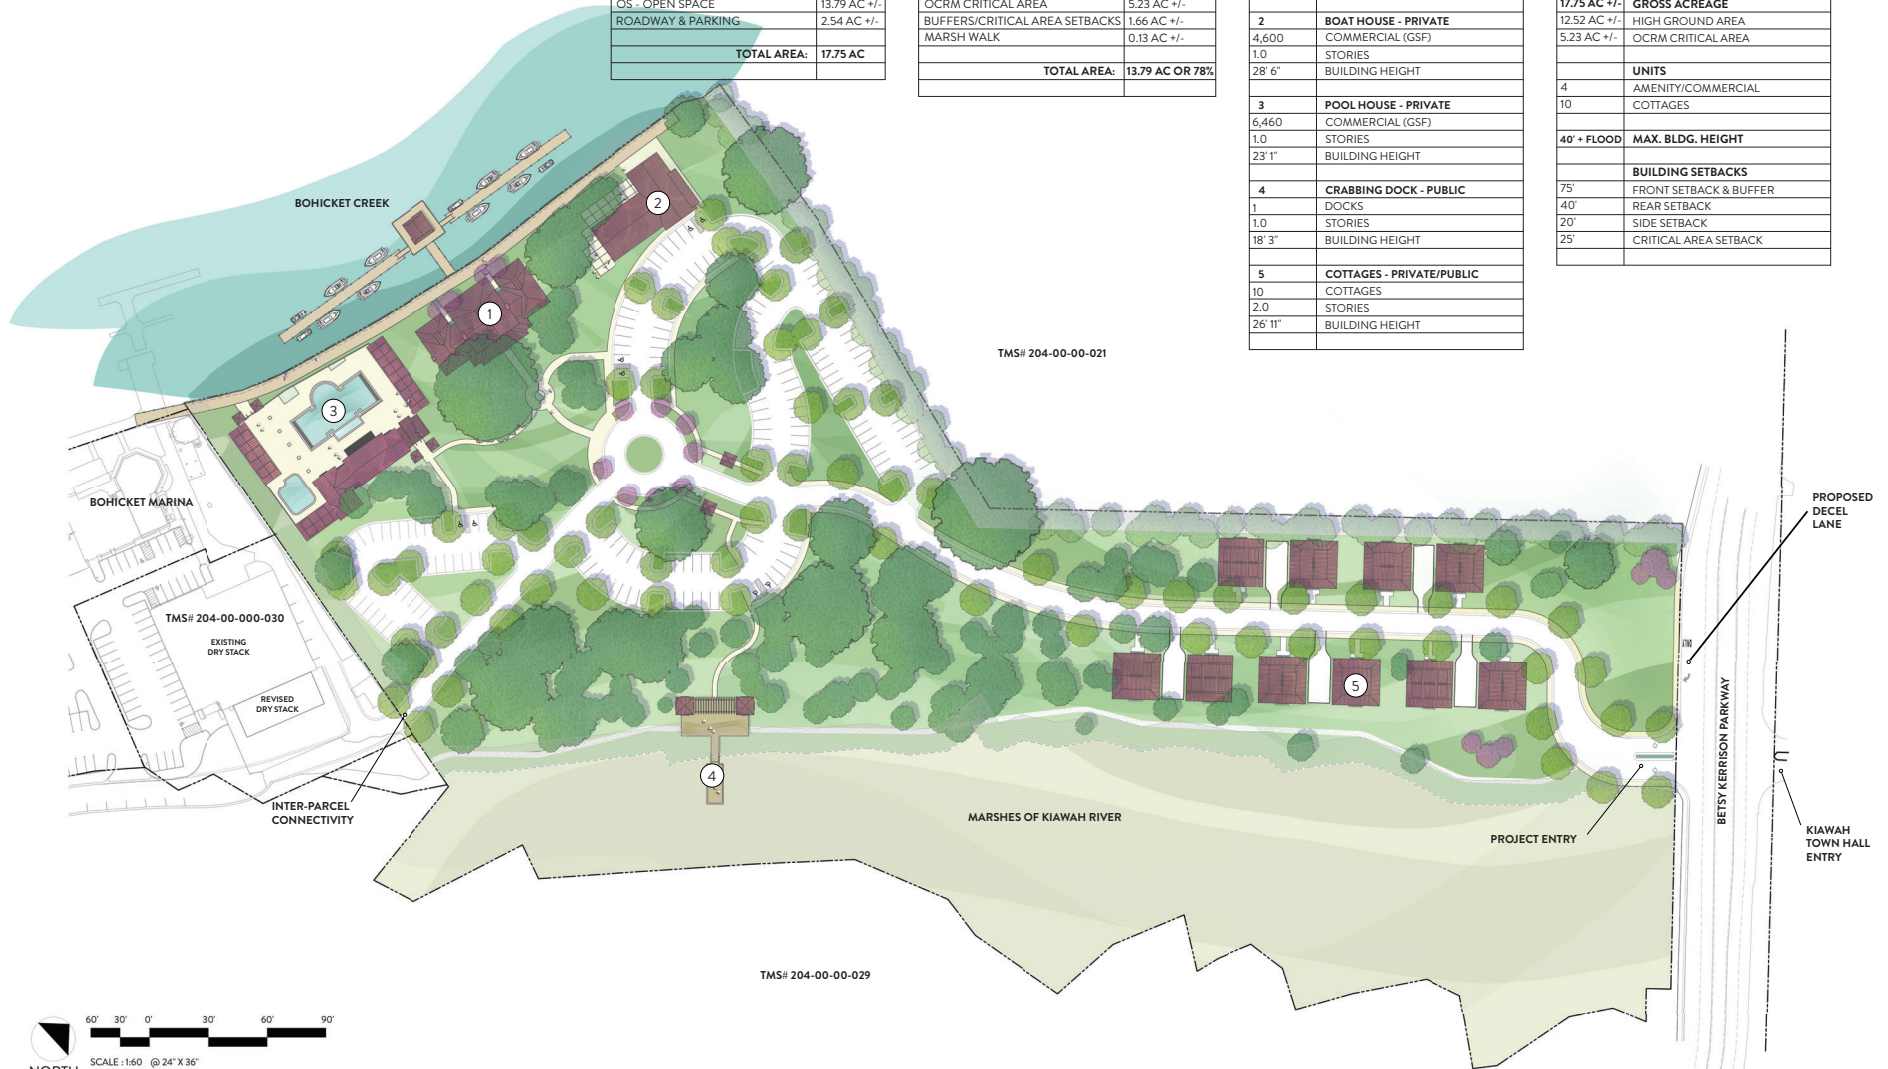 OS - OPEN SPACE 13.79 AC +/-
ROADWAY & PARKING 2.54 AC +/-
TOTAL AREA: 17.75 AC
OCRM CRITICAL AREA 5.23 AC +/-
BUFFERS/CRITICAL AREA SETBACKS 1.66 AC +/-
MARSH WALK 0.13 AC +/-
TOTAL AREA: 13.79 AC OR 78%
2 BOAT HOUSE - PRIVATE
4,600 COMMERCIAL (GSF)
1.0 STORIES
28' 6" BUILDING HEIGHT
3 POOL HOUSE - PRIVATE
6,460 COMMERCIAL (GSF)
1.0 STORIES
23' 1" BUILDING HEIGHT
4 CRABBING DOCK - PUBLIC
1 DOCKS
1.0 STORIES
18' 3" BUILDING HEIGHT
5 COTTAGES - PRIVATE/PUBLIC
10 COTTAGES
2.0 STORIES
26' 11" BUILDING HEIGHT
17.75 AC +/- GROSS ACREAGE
12.52 AC +/- HIGH GROUND AREA
5.23 AC +/- OCRM CRITICAL AREA
UNITS
4 AMENITY/COMMERCIAL
10 COTTAGES
40' + FLOOD MAX. BLDG. HEIGHT
BUILDING SETBACKS
75' FRONT SETBACK & BUFFER
40' REAR SETBACK
20' SIDE SETBACK
25' CRITICAL AREA SETBACK
BOHICKET CREEK
2
1
3
TMS# 204-00-00-021
BOHICKET MARINA
PROPOSED
DECEL
LANE
TMS# 204-00-000-030
EXISTING
DRY STACK
REVISED
DRY STACK
ONLY
5
4
BETSY KERRISON PARKWAY
INTER-PARCEL
CONNECTIVITY
MARSHES OF KIAWAH RIVER
PROJECT ENTRY
KIAWAH
TOWN HALL
ENTRY
TMS# 204-00-00-029
60' 30' 0' 30' 60' 90'
SCALE : 1:60 @ 24" X 36"
NORTH